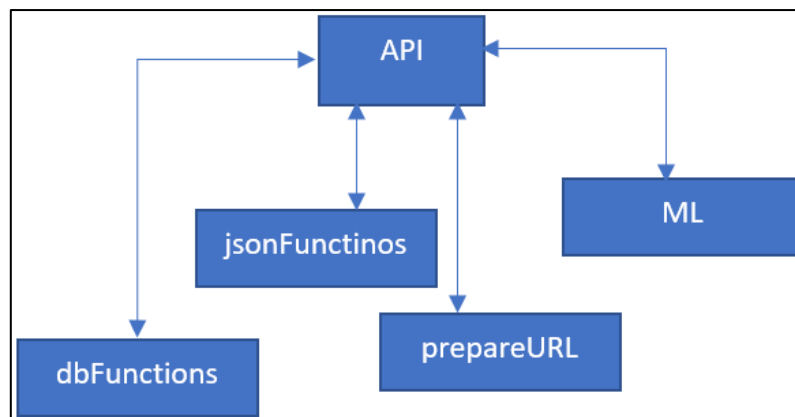 API
ML
jsonFunctinos
prepareURL
dbFunctions